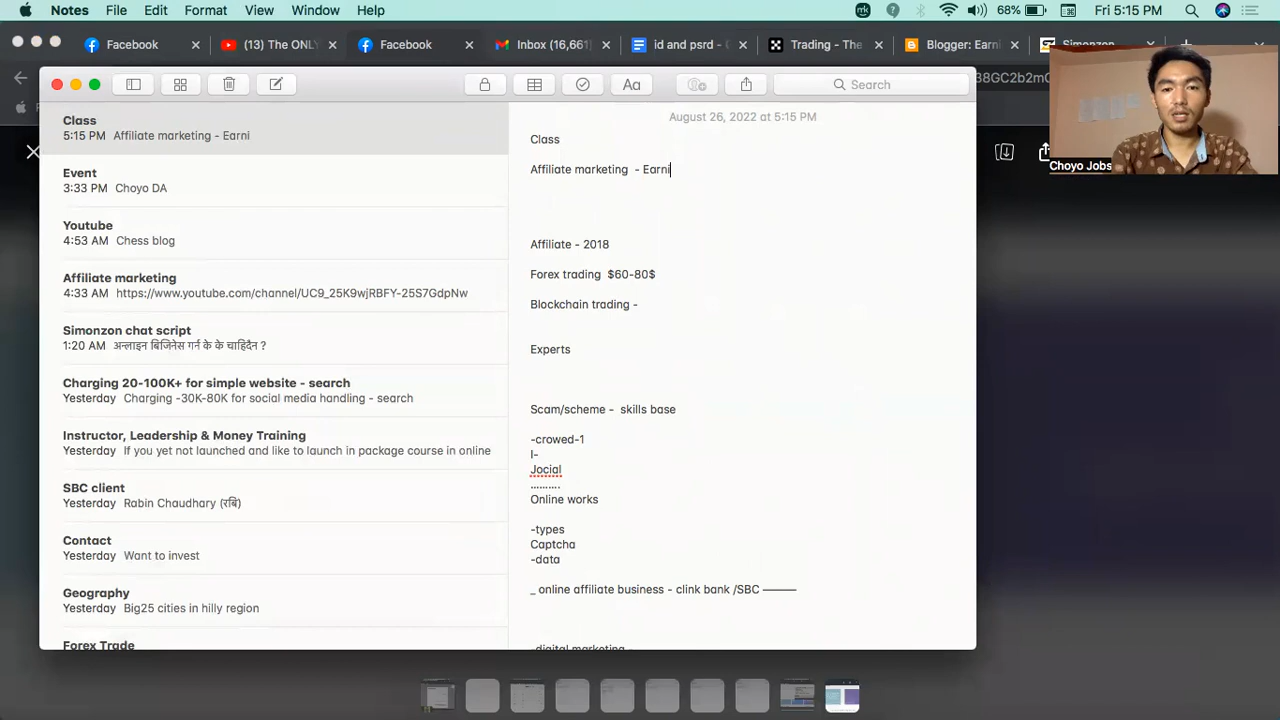 Notes File Edit Format View Window Help 68% Fri 5:15 PM
Facebook (13) The ONLY Facebook Inbox (16,661) id and psrd - Trading - The Blogger: Earni Simonzon
Search
Class
5:15 PM Affiliate marketing - Earni
Event
3:33 PM Choyo DA
Youtube
4:53 AM Chess blog
Affiliate marketing
4:33 AM https://www.youtube.com/channel/UC9_25K9wjRBFY-25S7GdpNw
Simonzon chat script
1:20 AM अनलाइन बिजिनेस गर्न के के चाहिदैन ?
Charging 20-100K+ for simple website - search
Yesterday Charging -30K-80K for social media handling - search
Instructor, Leadership & Money Training
Yesterday If you yet not launched and like to launch in package course in online
SBC client
Yesterday Rabin Chaudhary (रबि)
Contact
Yesterday Want to invest
Geography
Yesterday Big25 cities in hilly region
Forex Trade
August 26, 2022 at 5:15 PM
Class
Affiliate marketing - Earni
Affiliate - 2018
Forex trading $60-80$
Blockchain trading -
Experts
Scam/scheme - skills base
-crowed-1
I-
Jocial
..........
Online works
-types
Captcha
-data
_ online affiliate business - clink bank /SBC ———
-digital marketing -
Choyo Jobs